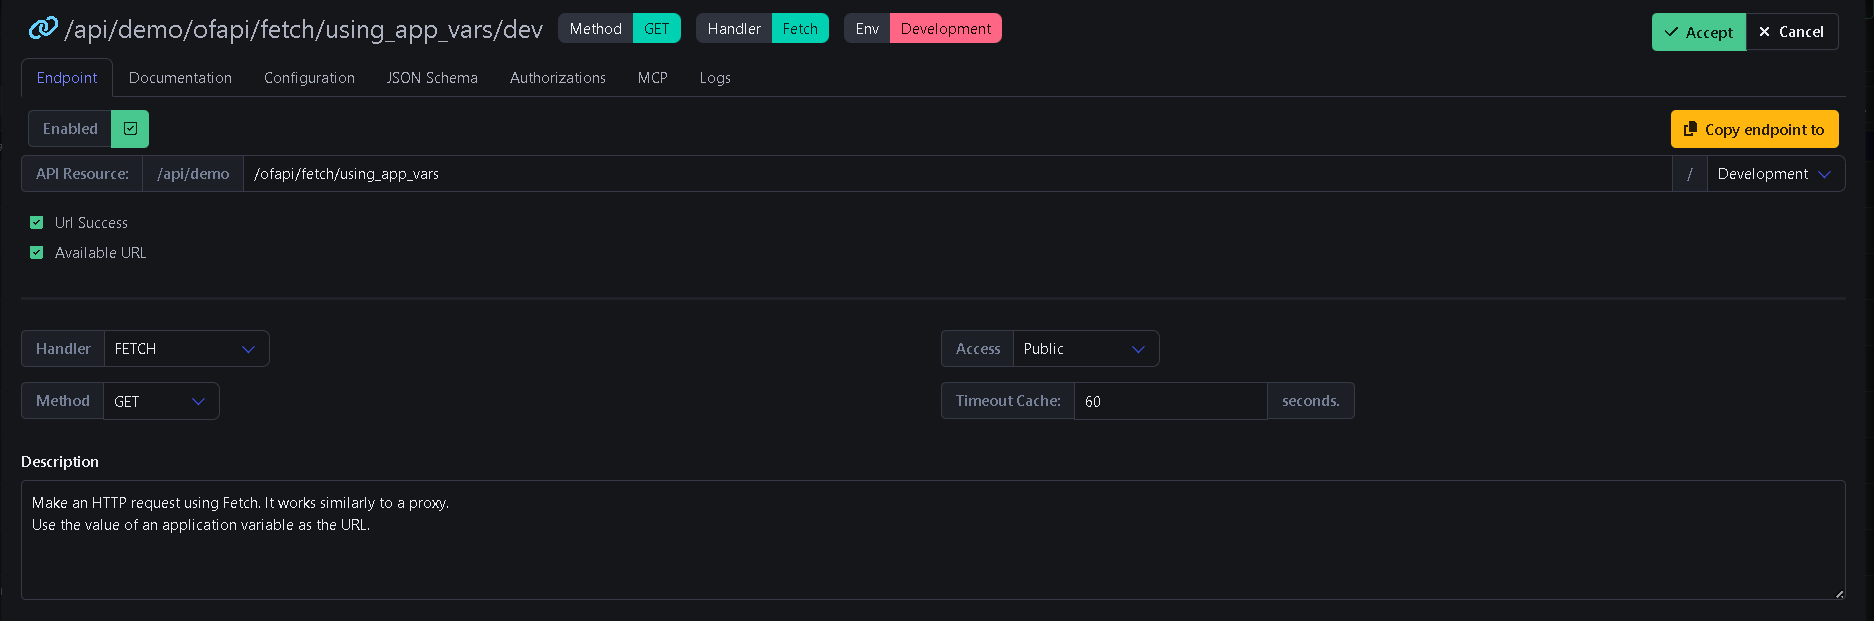 /api/demo/ofapi/fetch/using_app_vars/dev Method GET Handler Fetch Env Development Accept Cancel
Endpoint Documentation Configuration JSON Schema Authorizations MCP Logs
Enabled Copy endpoint to
API Resource: /api/demo /ofapi/fetch/using_app_vars / Development
Url Success
Available URL
Handler FETCH Access Public
Method GET Timeout Cache: 60 seconds.
Description
Make an HTTP request using Fetch. It works similarly to a proxy.
Use the value of an application variable as the URL.